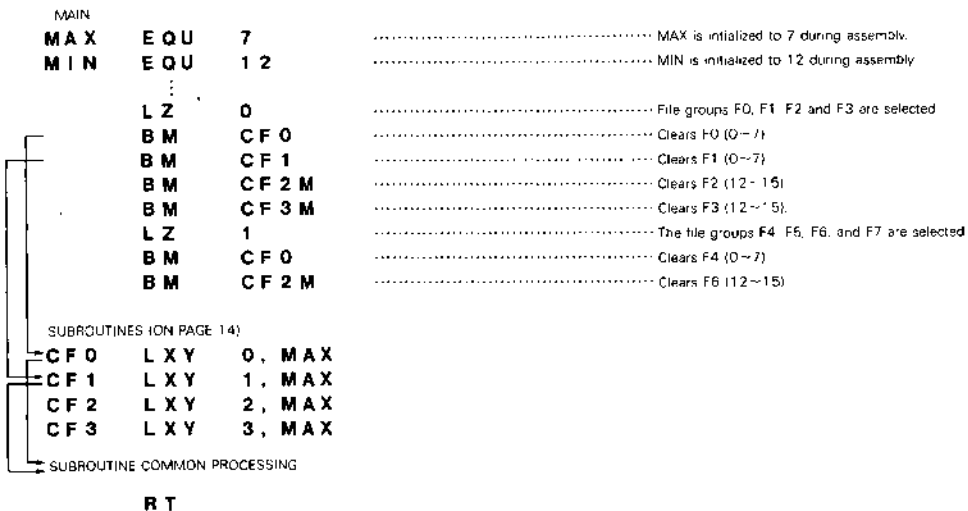 MAIN
MAX EQU 7 MAX is intialized to 7 during assembly.
MIN EQU 12 MIN is initialized to 12 during assembly
LZ 0 File groups F0, F1 F2 and F3 are selected
BM CF0 Clears F0 (0~7)
BM CF1 Clears F1 (0~7)
BM CF2M Clears F2 (12~15)
BM CF3M Clears F3 (12~15).
LZ 1 The file groups F4 F5, F6, and F7 are selected
BM CF0 Clears F4 (0~7)
BM CF2M Clears F6 (12~15)
SUBROUTINES (ON PAGE 14)
CF0 LXY 0, MAX
CF1 LXY 1, MAX
CF2 LXY 2, MAX
CF3 LXY 3, MAX
SUBROUTINE COMMON PROCESSING
RT